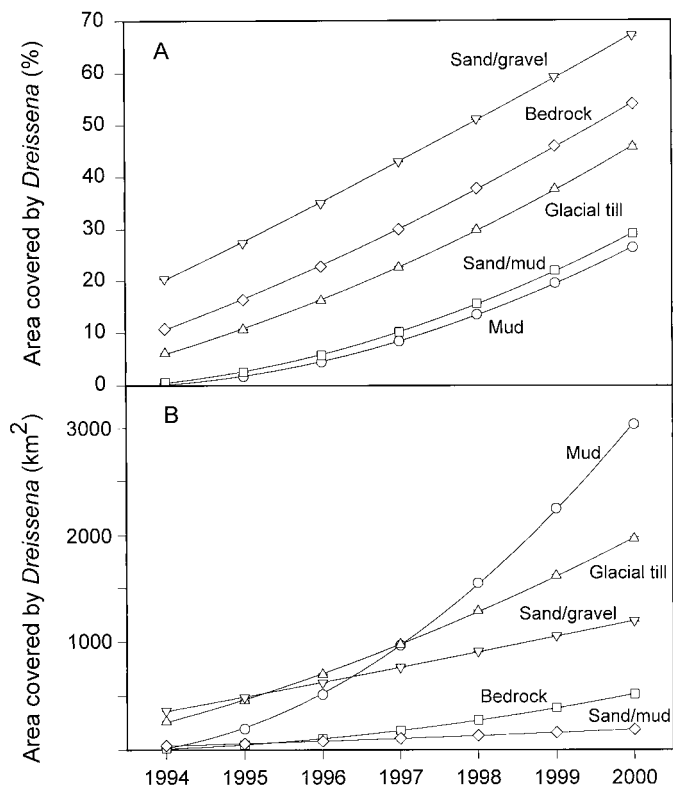 A
Area covered by Dreissena (%)
70
60
50
40
30
20
10
0
Sand/gravel
Bedrock
Glacial till
Sand/mud
Mud
B
Area covered by Dreissena (km²)
3000
2000
1000
Mud
Glacial till
Sand/gravel
Bedrock
Sand/mud
1994 1995 1996 1997 1998 1999 2000